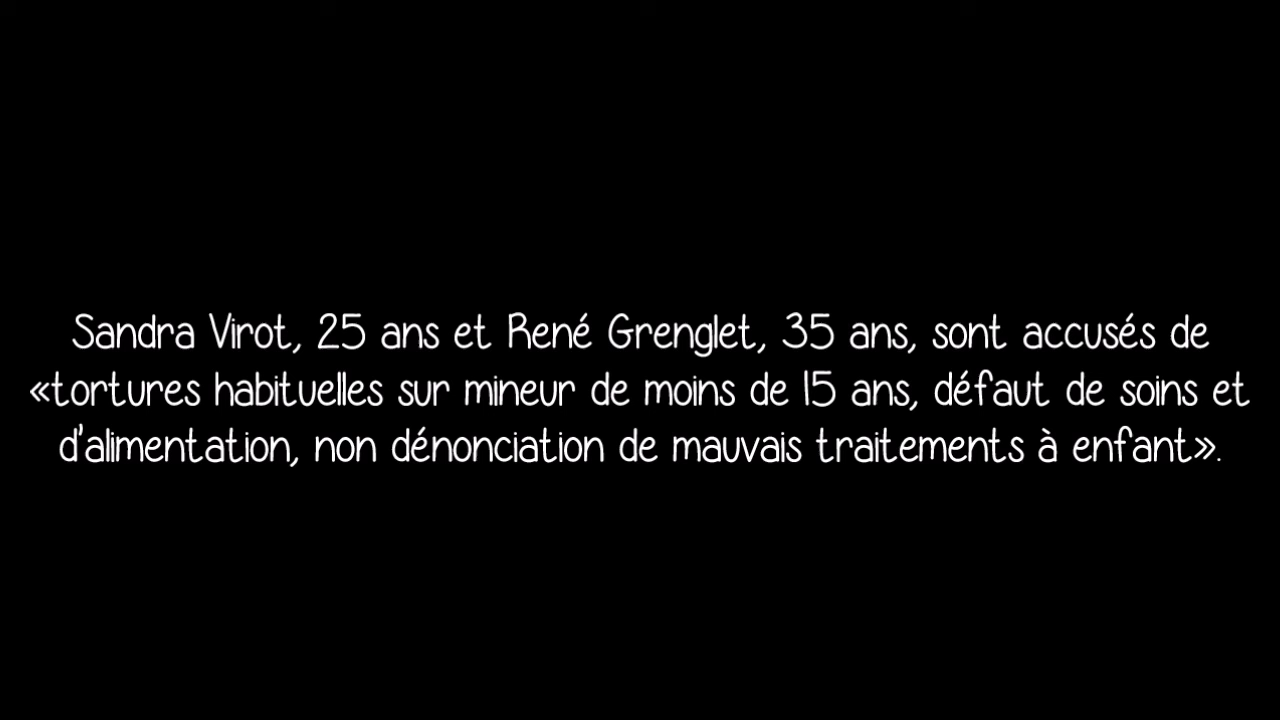 Sandra Virot, 25 ans et René Grenglet, 35 ans, sont accusés de
«tortures habituelles sur mineur de moins de 15 ans, défaut de soins et
d'alimentation, non dénonciation de mauvais traitements à enfant».